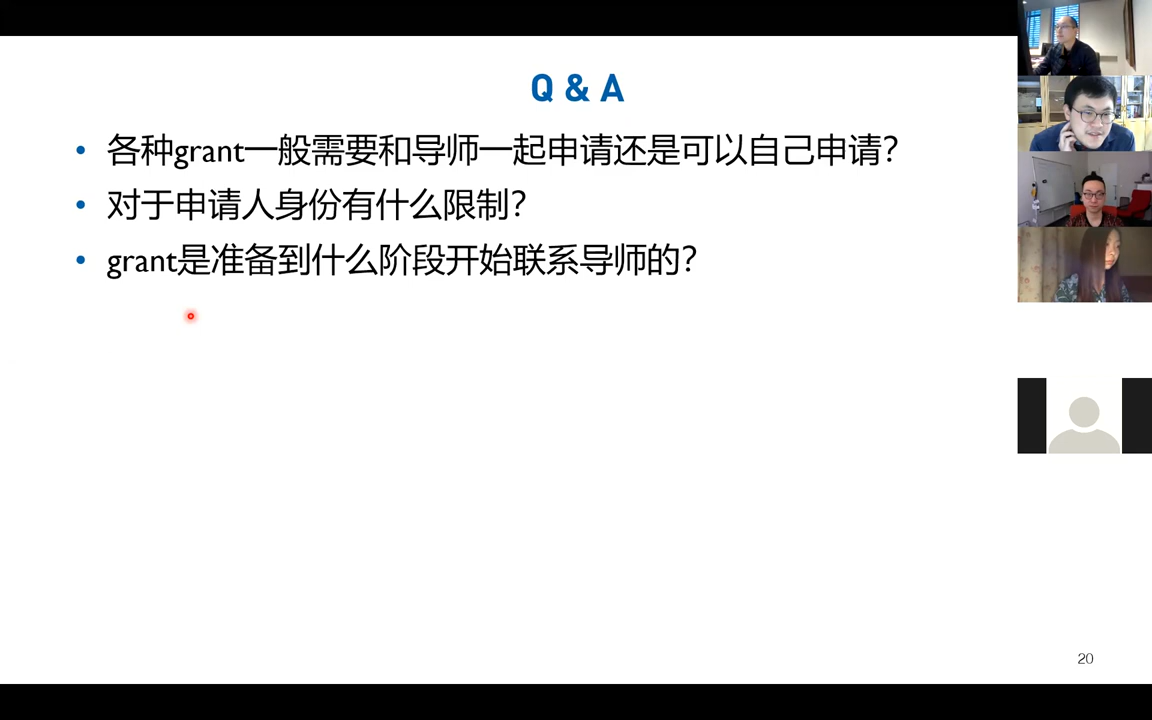 Q & A
• 各种grant一般需要和导师一起申请还是可以自己申请?
• 对于申请人身份有什么限制?
• grant是准备到什么阶段开始联系导师的?
20